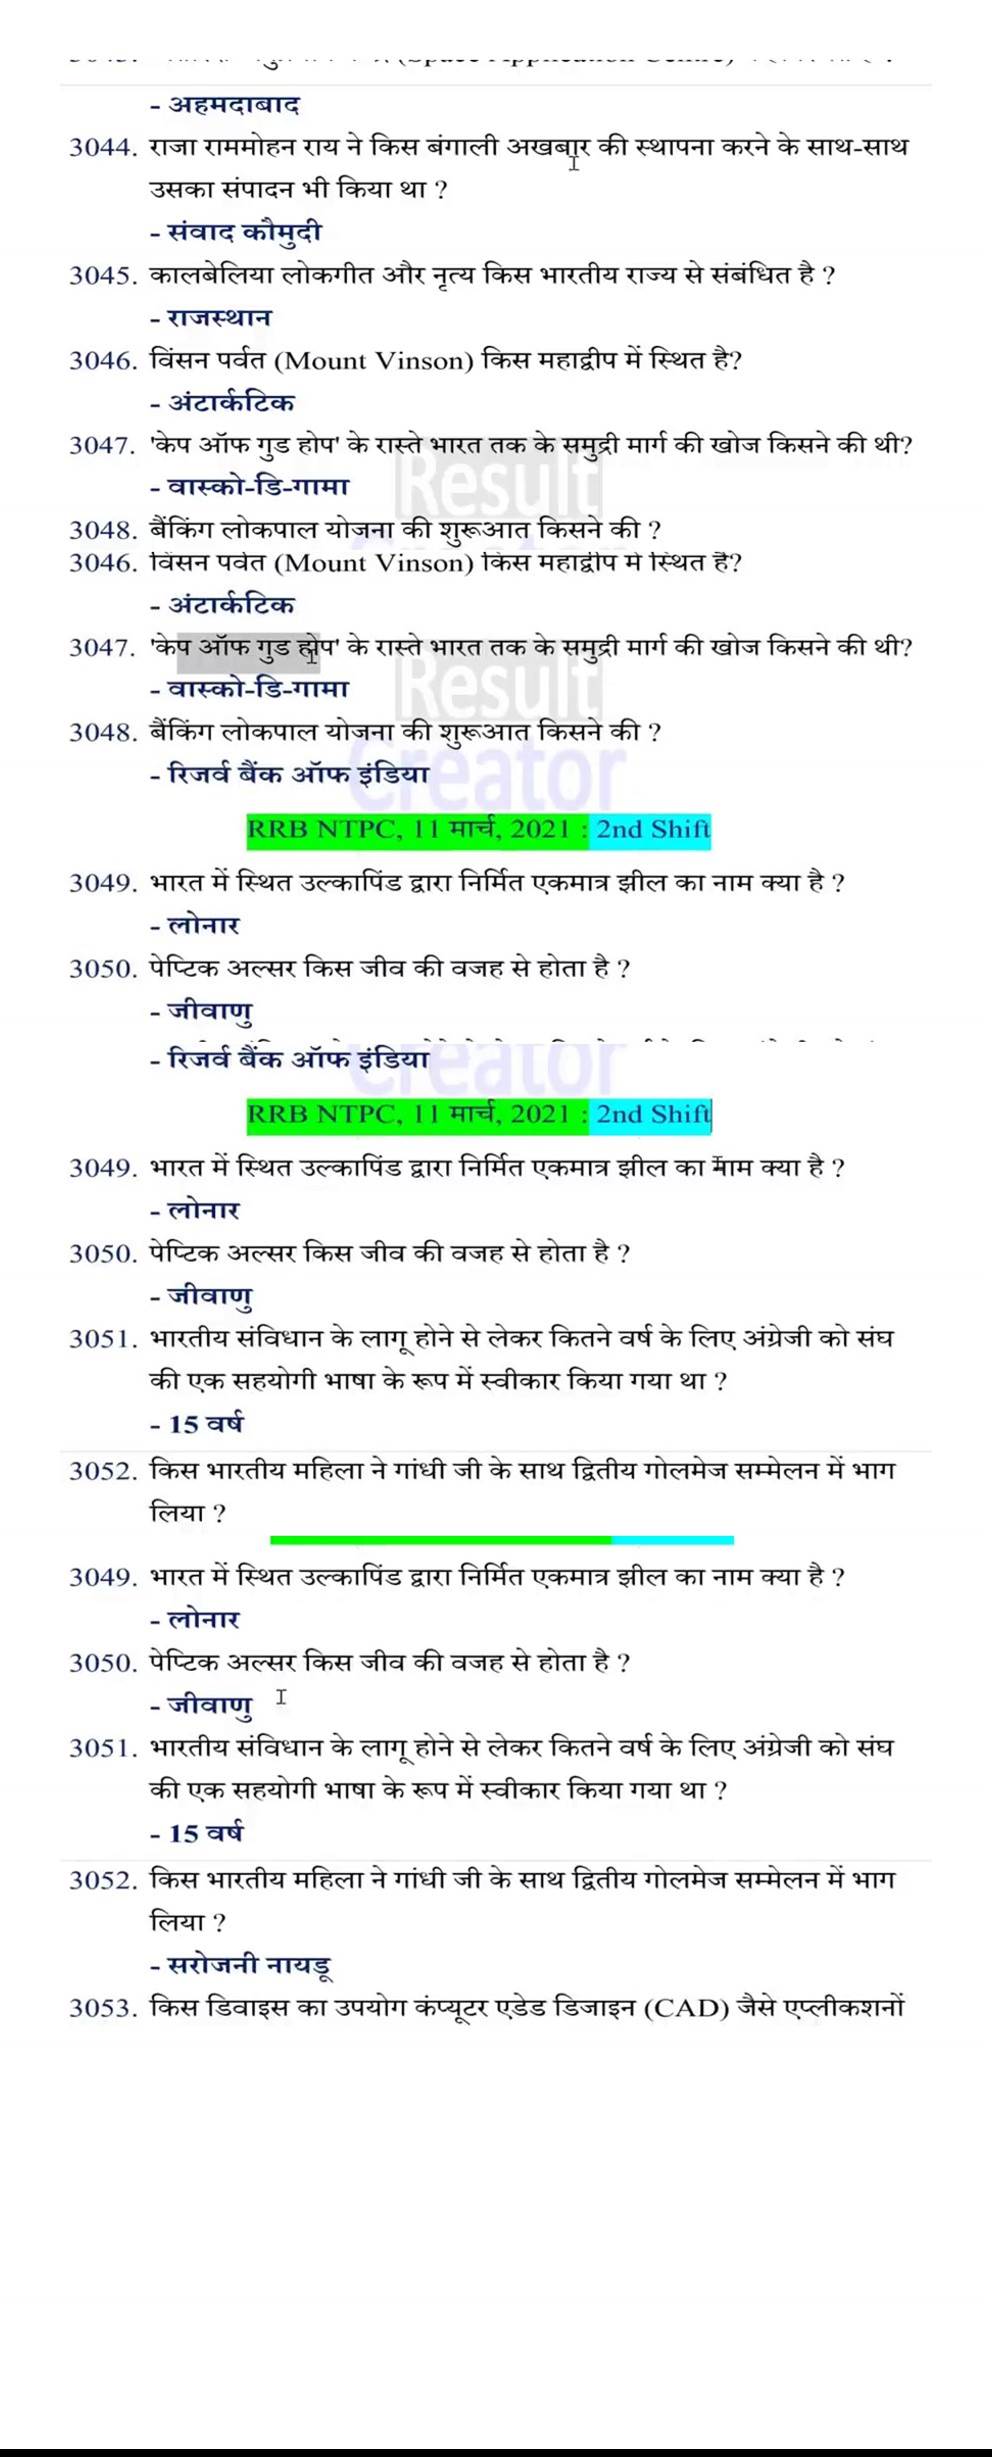 (Space Application Centre)
- अहमदाबाद
3044. राजा राममोहन राय ने किस बंगाली अखबार की स्थापना करने के साथ-साथ
उसका संपादन भी किया था ?
- संवाद कौमुदी
3045. कालबेलिया लोकगीत और नृत्य किस भारतीय राज्य से संबंधित है ?
- राजस्थान
3046. विंसन पर्वत (Mount Vinson) किस महाद्वीप में स्थित है?
- अंटार्कटिक
3047. 'केप ऑफ गुड होप' के रास्ते भारत तक के समुद्री मार्ग की खोज किसने की थी?
Result
- वास्को-डि-गामा
3048. बैंकिंग लोकपाल योजना की शुरूआत किसने की ?
3046. विंसन पर्वत (Mount Vinson) किस महाद्वीप में स्थित है?
- अंटार्कटिक
3047. 'केप ऑफ गुड होप' के रास्ते भारत तक के समुद्री मार्ग की खोज किसने की थी?
Result
- वास्को-डि-गामा
3048. बैंकिंग लोकपाल योजना की शुरूआत किसने की ?
Creator
- रिजर्व बैंक ऑफ इंडिया
RRB NTPC, 11 मार्च, 2021 : 2nd Shift
3049. भारत में स्थित उल्कापिंड द्वारा निर्मित एकमात्र झील का नाम क्या है ?
- लोनार
3050. पेप्टिक अल्सर किस जीव की वजह से होता है ?
- जीवाणु
Creator
- रिजर्व बैंक ऑफ इंडिया
RRB NTPC, 11 मार्च, 2021 : 2nd Shift
3049. भारत में स्थित उल्कापिंड द्वारा निर्मित एकमात्र झील का नाम क्या है ?
- लोनार
3050. पेप्टिक अल्सर किस जीव की वजह से होता है ?
- जीवाणु
3051. भारतीय संविधान के लागू होने से लेकर कितने वर्ष के लिए अंग्रेजी को संघ
की एक सहयोगी भाषा के रूप में स्वीकार किया गया था ?
- 15 वर्ष
3052. किस भारतीय महिला ने गांधी जी के साथ द्वितीय गोलमेज सम्मेलन में भाग
लिया ?
3049. भारत में स्थित उल्कापिंड द्वारा निर्मित एकमात्र झील का नाम क्या है ?
- लोनार
3050. पेप्टिक अल्सर किस जीव की वजह से होता है ?
- जीवाणु
3051. भारतीय संविधान के लागू होने से लेकर कितने वर्ष के लिए अंग्रेजी को संघ
की एक सहयोगी भाषा के रूप में स्वीकार किया गया था ?
- 15 वर्ष
3052. किस भारतीय महिला ने गांधी जी के साथ द्वितीय गोलमेज सम्मेलन में भाग
लिया ?
- सरोजनी नायडू
3053. किस डिवाइस का उपयोग कंप्यूटर एडेड डिजाइन (CAD) जैसे एप्लीकशनों